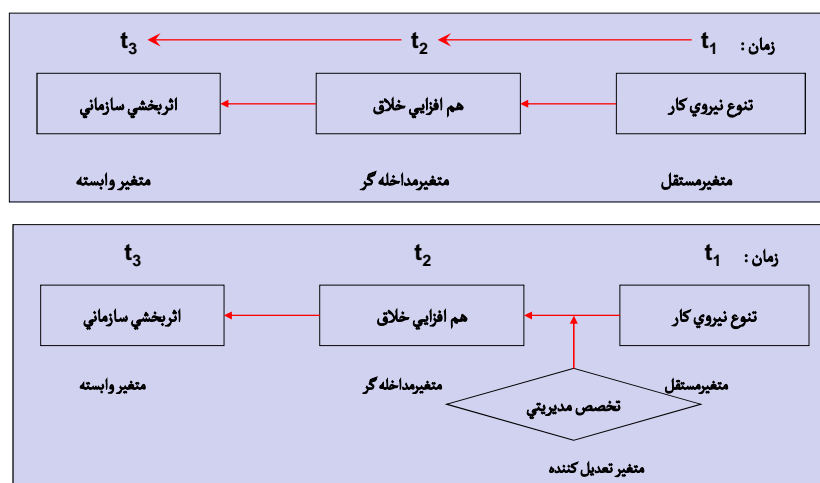 زمان : t1 t2 t3
تنوع نيروي كار هم افزايي خلاق اثربخشي سازماني
متغيرمستقل متغيرمداخله گر متغير وابسته
زمان : t1 t2 t3
تنوع نيروي كار هم افزايي خلاق اثربخشي سازماني
متغيرمستقل متغيرمداخله گر متغير وابسته
تخصص مديريتي
متغير تعديل كننده